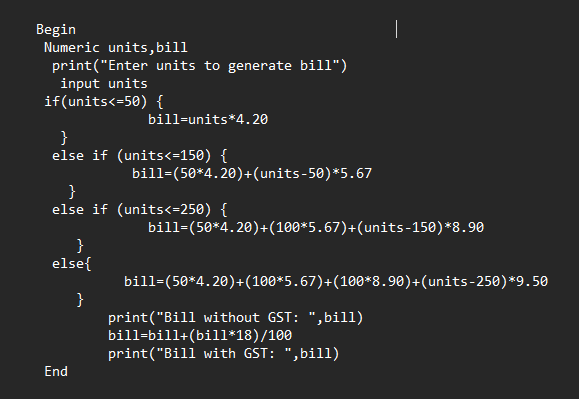 Begin
Numeric units,bill
print("Enter units to generate bill")
input units
if(units<=50) {
bill=units*4.20
}
else if (units<=150) {
bill=(50*4.20)+(units-50)*5.67
}
else if (units<=250) {
bill=(50*4.20)+(100*5.67)+(units-150)*8.90
}
else{
bill=(50*4.20)+(100*5.67)+(100*8.90)+(units-250)*9.50
}
print("Bill without GST: ",bill)
bill=bill+(bill*18)/100
print("Bill with GST: ",bill)
End